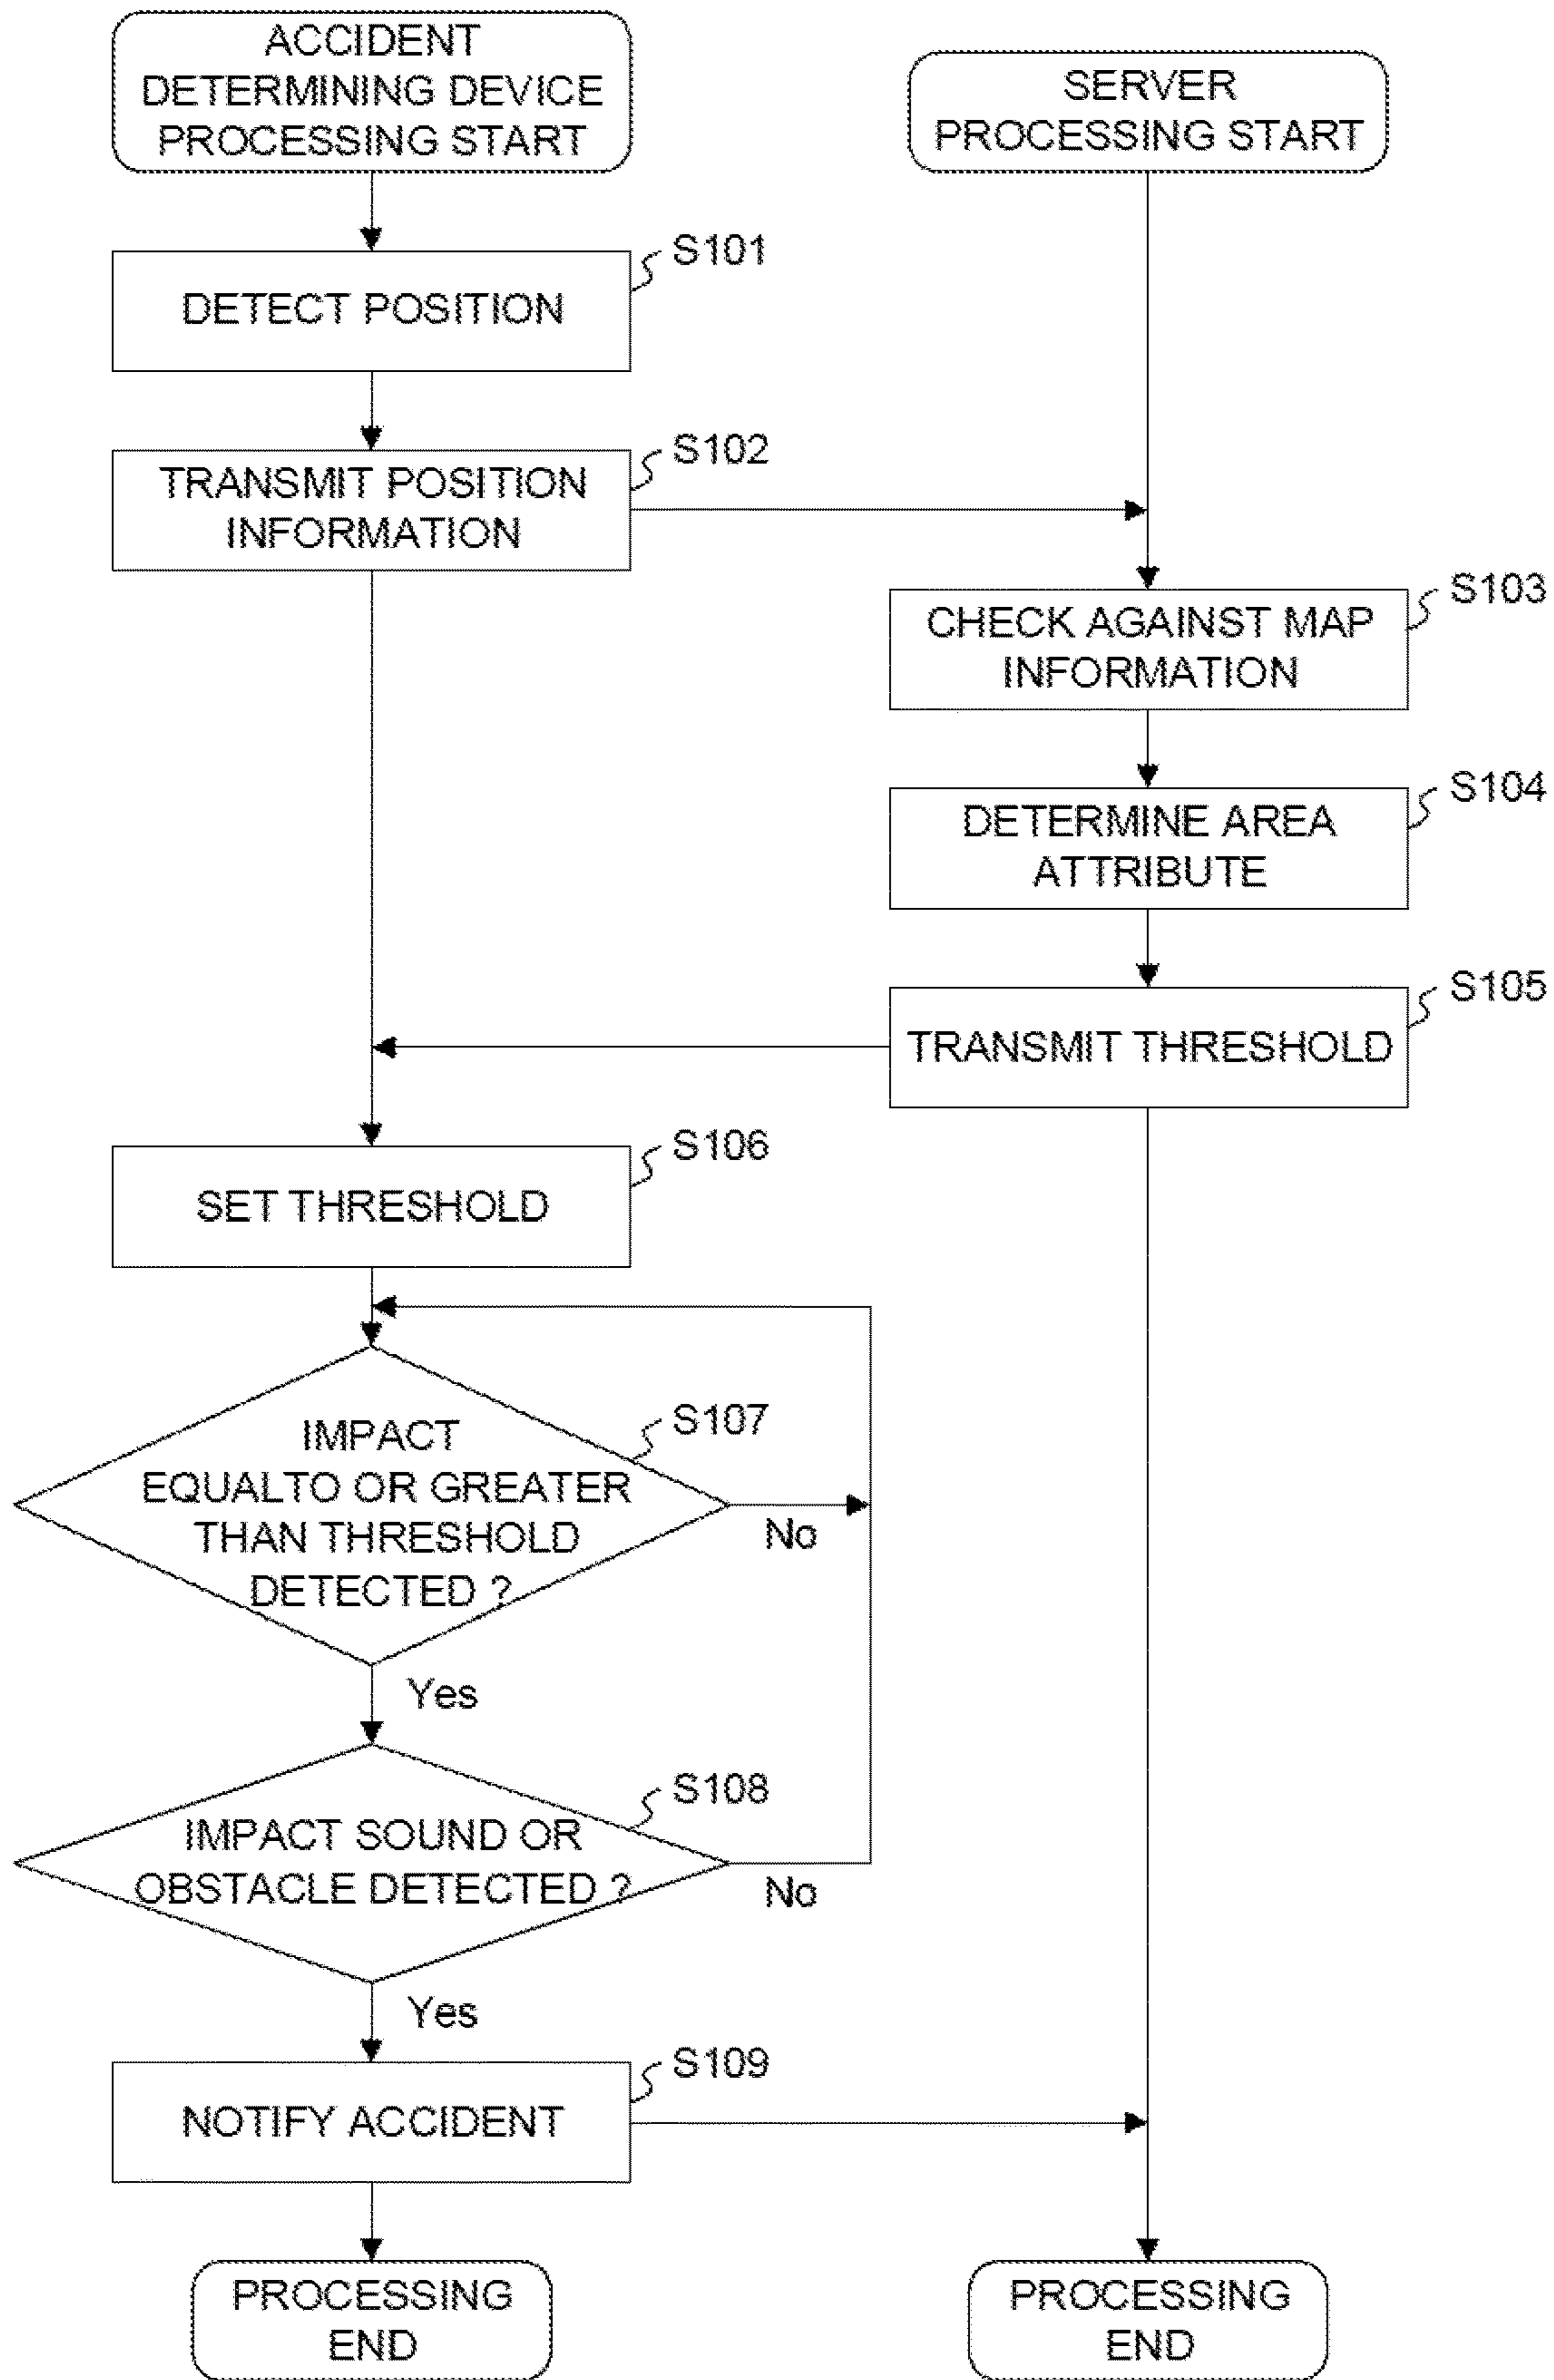 ACCIDENT
DETERMINING DEVICE
PROCESSING START
SERVER
PROCESSING START
S101
DETECT POSITION
S102
TRANSMIT POSITION
INFORMATION
S103
CHECK AGAINST MAP
INFORMATION
S104
DETERMINE AREA
ATTRIBUTE
S105
TRANSMIT THRESHOLD
S106
SET THRESHOLD
S107
IMPACT
EQUALTO OR GREATER
THAN THRESHOLD
DETECTED ?
No
Yes
S108
IMPACT SOUND OR
OBSTACLE DETECTED ?
No
Yes
S109
NOTIFY ACCIDENT
PROCESSING
END
PROCESSING
END